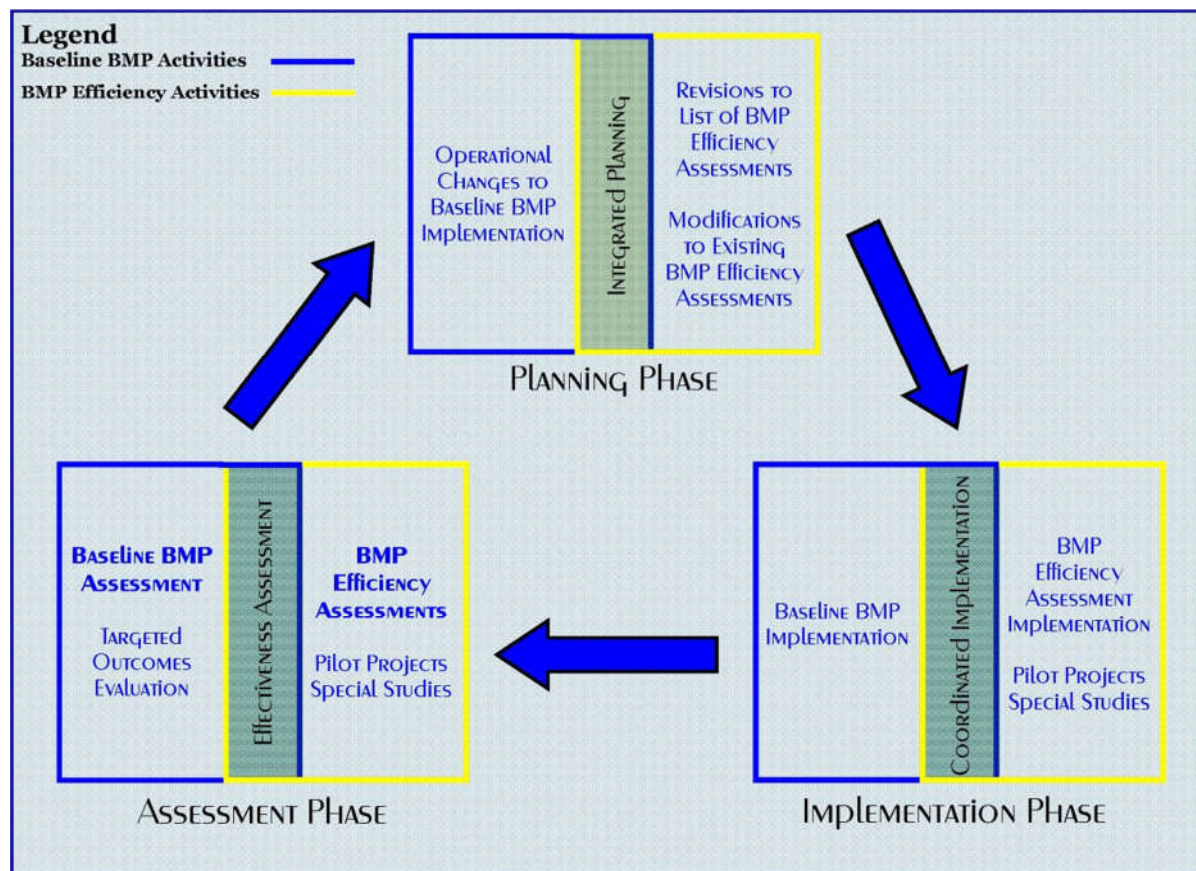 Legend
Baseline BMP Activities
BMP Efficiency Activities
Operational
Changes to
Baseline BMP
Implementation
Integrated Planning
Revisions to
List of BMP
Efficiency
Assessments
Modifications
to Existing
BMP Efficiency
Assessments
Planning Phase
Baseline BMP
Assessment
Targeted
Outcomes
Evaluation
Effectiveness Assessment
BMP
Efficiency
Assessments
Pilot Projects
Special Studies
Assessment Phase
Baseline BMP
Implementation
Coordinated Implementation
BMP
Efficiency
Assessment
Implementation
Pilot Projects
Special Studies
Implementation Phase